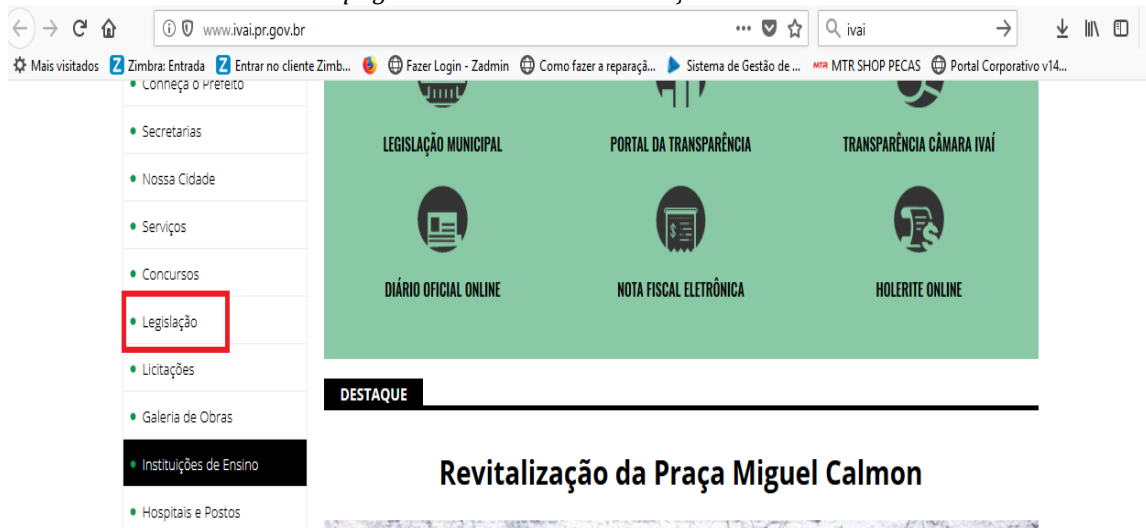 www.ivai.pr.gov.br
ivai
Mais visitados Zimbra: Entrada Entrar no cliente Zimb... Fazer Login - Zadmin Como fazer a reparaçã... Sistema de Gestão de ... MTR MTR SHOP PECAS Portal Corporativo v14...
Conheça o Prefeito
Secretarias
Nossa Cidade
Serviços
Concursos
Legislação
Licitações
Galeria de Obras
Instituições de Ensino
Hospitais e Postos
LEGISLAÇÃO MUNICIPAL PORTAL DA TRANSPARÊNCIA TRANSPARÊNCIA CÂMARA IVAÍ
DIÁRIO OFICIAL ONLINE NOTA FISCAL ELETRÔNICA HOLERITE ONLINE
DESTAQUE
Revitalização da Praça Miguel Calmon